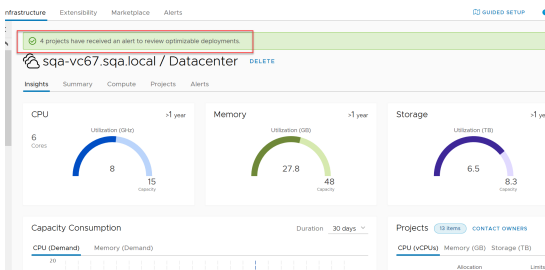 Infrastructure Extensibility Marketplace Alerts GUIDED SETUP
4 projects have received an alert to review optimizable deployments.
sqa-vc67.sqa.local / Datacenter DELETE
Insights Summary Compute Projects Alerts
CPU >1 year
6
Cores
Utilization (GHz)
8
15
Capacity
Memory >1 year
Utilization (GB)
27.8
48
Capacity
Storage >1 ye
Utilization (TB)
6.5
8.3
Capacity
Capacity Consumption Duration 30 days
CPU (Demand) Memory (Demand)
20
Projects 13 items CONTACT OWNERS
CPU (vCPUs) Memory (GB) Storage (TB)
Allocation Limits